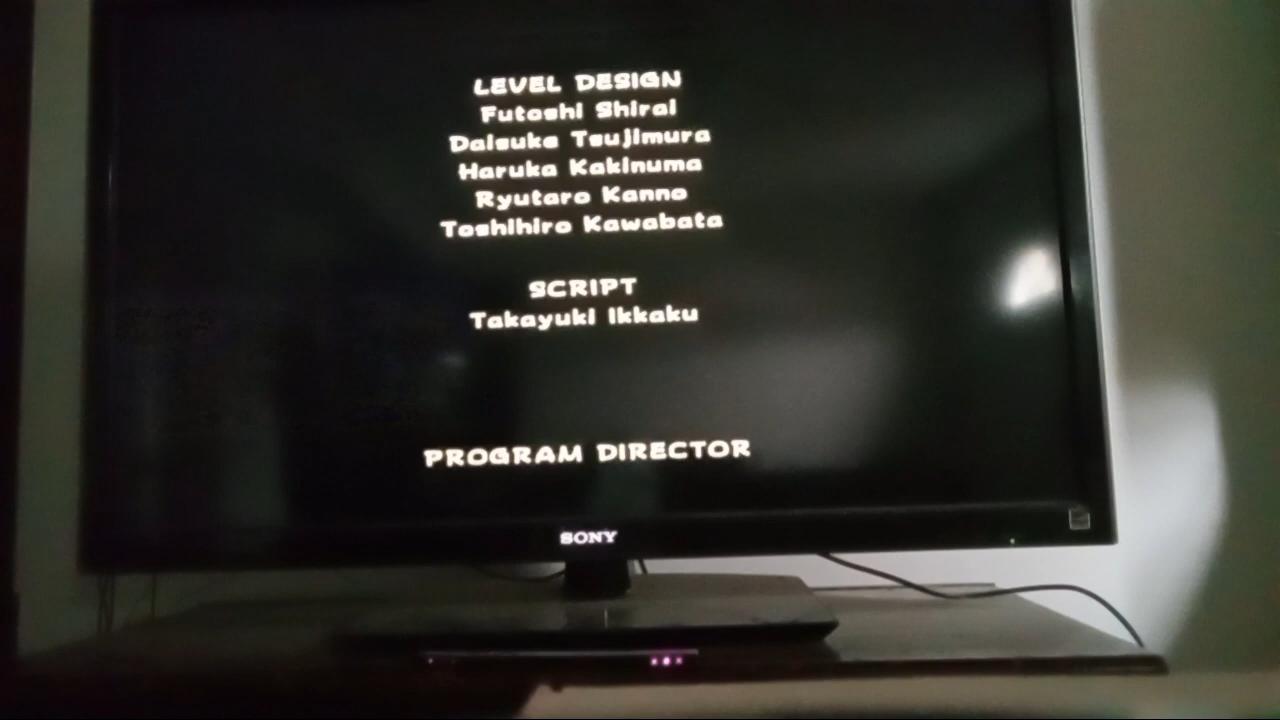 LEVEL DESIGN
Futoshi Shirai
Daisuke Tsujimura
Haruka Kakinuma
Ryutaro Kanno
Toshihiro Kawabata
SCRIPT
Takayuki Ikkaku
PROGRAM DIRECTOR
SONY